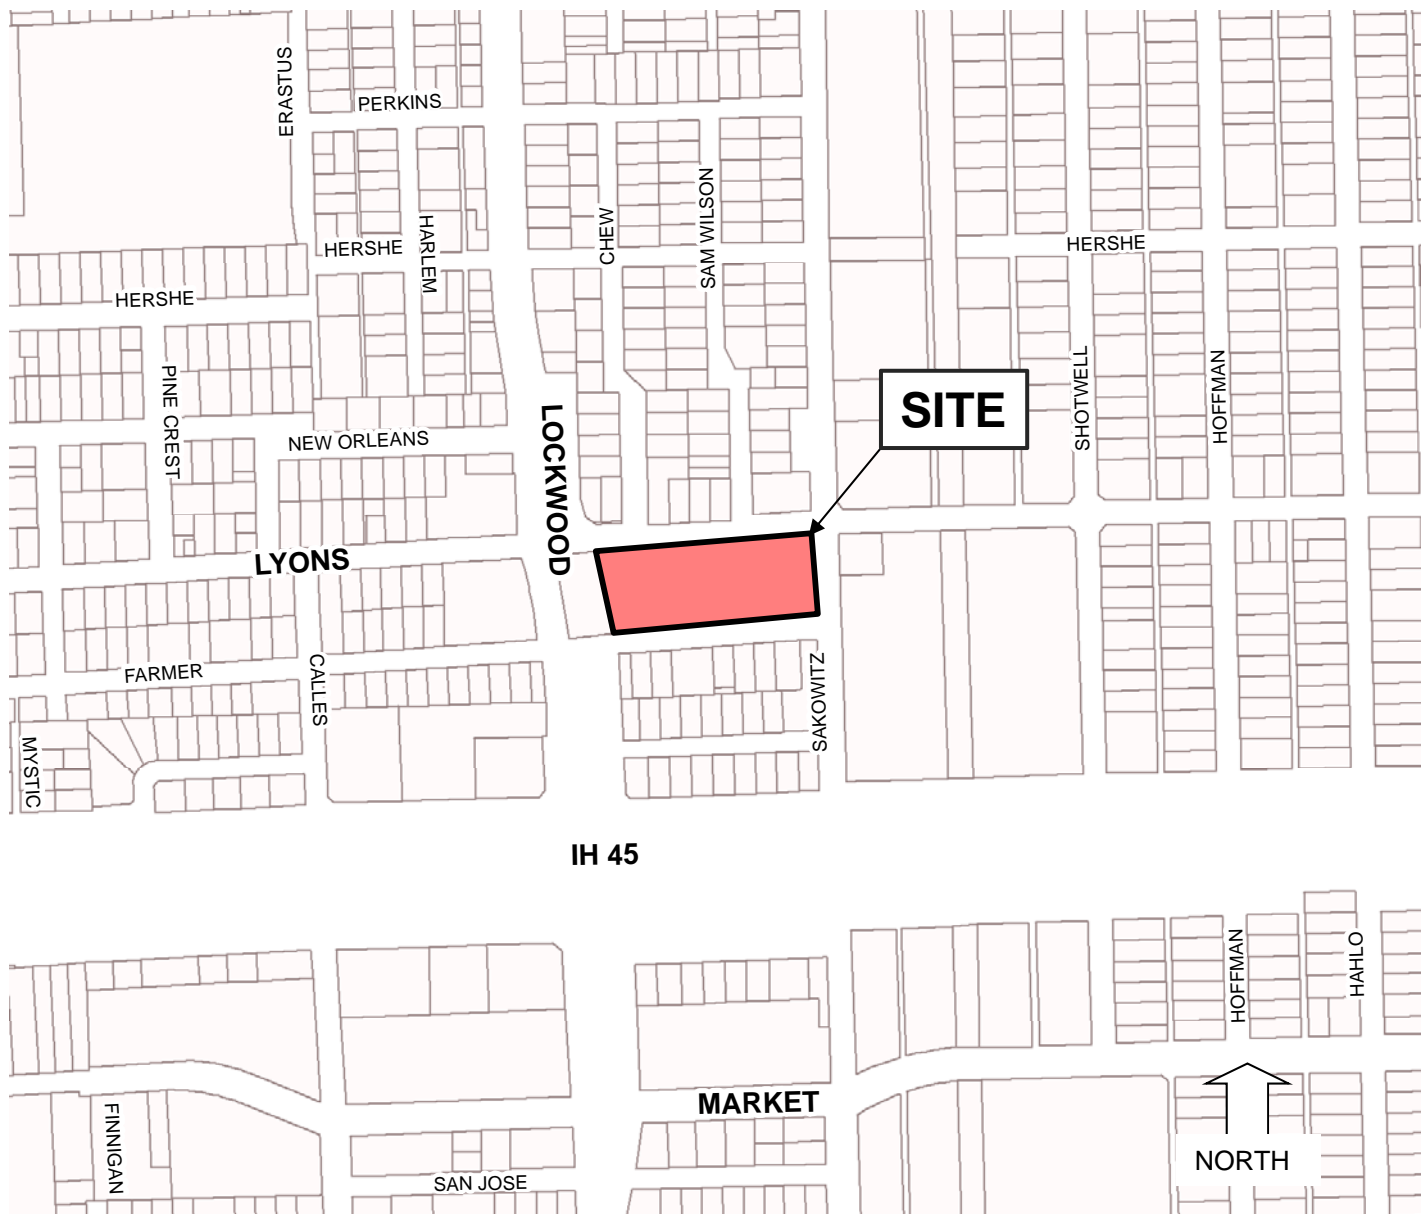 ERASTUS
PERKINS
HERSHE
HARLEM
CHEW
SAM WILSON
HERSHE
HERSHE
PINE CREST
NEW ORLEANS
LOCKWOOD
SITE
SHOTWELL
HOFFMAN
LYONS
FARMER
CALLES
SAKOWITZ
MYSTIC
IH 45
HOFFMAN
HAHLO
MARKET
FINNIGAN
SAN JOSE
NORTH